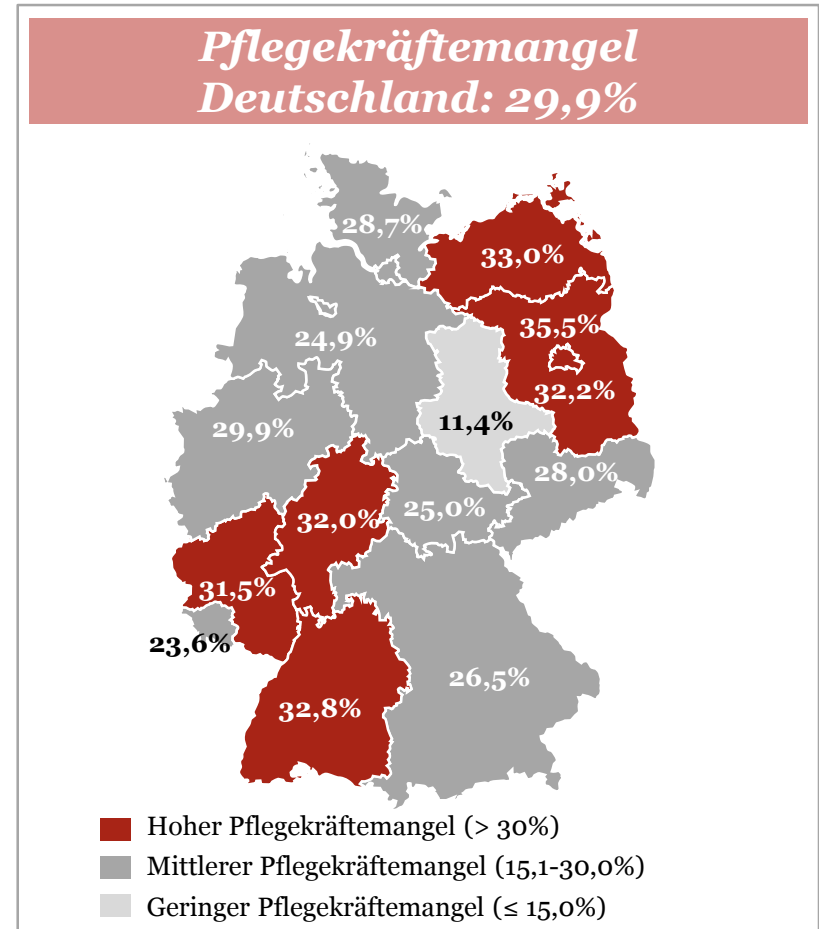 Pflegekräftemangel
Deutschland: 29,9%
28,7%
33,0%
35,5%
24,9%
32,2%
11,4%
29,9%
28,0%
25,0%
32,0%
31,5%
23,6%
26,5%
32,8%
Hoher Pflegekräftemangel (> 30%)
Mittlerer Pflegekräftemangel (15,1-30,0%)
Geringer Pflegekräftemangel (≤ 15,0%)